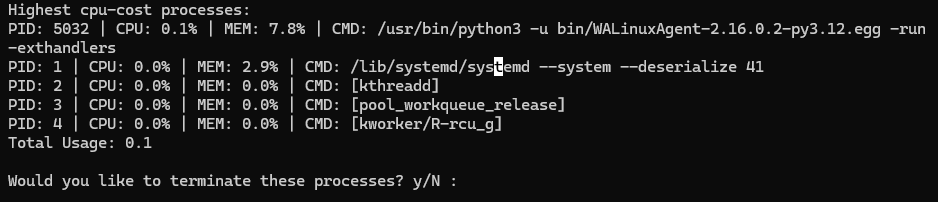 Highest cpu-cost processes:
PID: 5032 | CPU: 0.1% | MEM: 7.8% | CMD: /usr/bin/python3 -u bin/WALinuxAgent-2.16.0.2-py3.12.egg -run
-exthandlers
PID: 1 | CPU: 0.0% | MEM: 2.9% | CMD: /lib/systemd/systemd --system --deserialize 41
PID: 2 | CPU: 0.0% | MEM: 0.0% | CMD: [kthreadd]
PID: 3 | CPU: 0.0% | MEM: 0.0% | CMD: [pool_workqueue_release]
PID: 4 | CPU: 0.0% | MEM: 0.0% | CMD: [kworker/R-rcu_g]
Total Usage: 0.1
Would you like to terminate these processes? y/N :